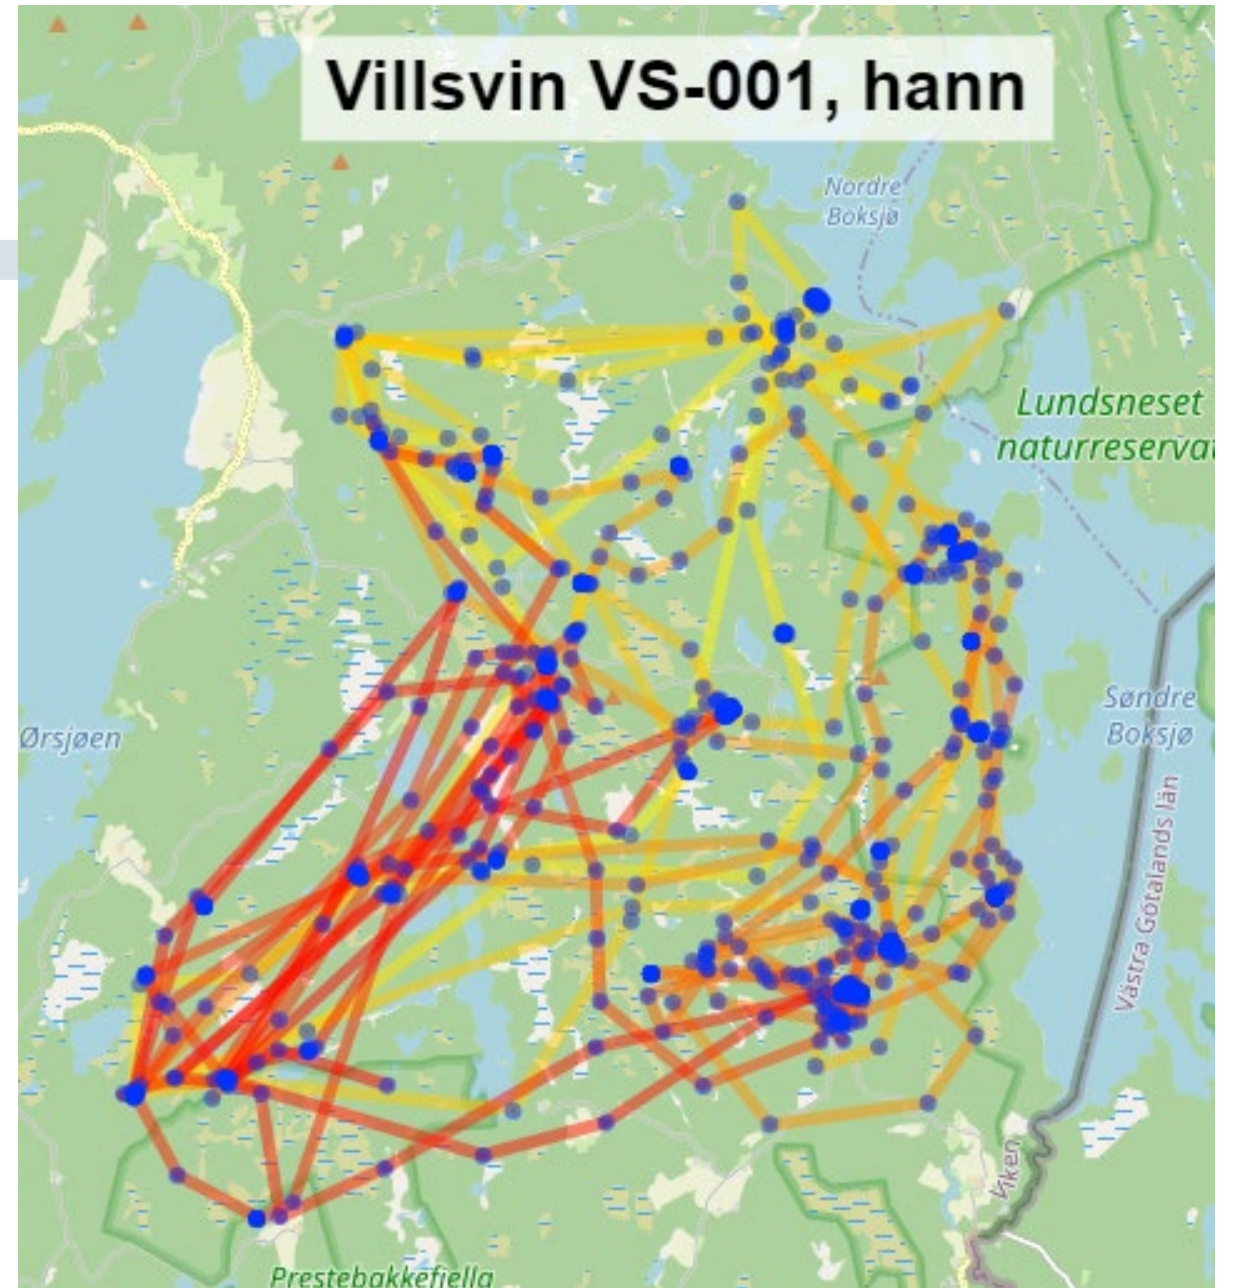 Villsvin VS-001, hann
Nordre
Boksjø
Lundsneset
naturreservat
Ørsjøen
Søndre
Boksjø
Västra Götalands län
Viken
Prestebakkefjella